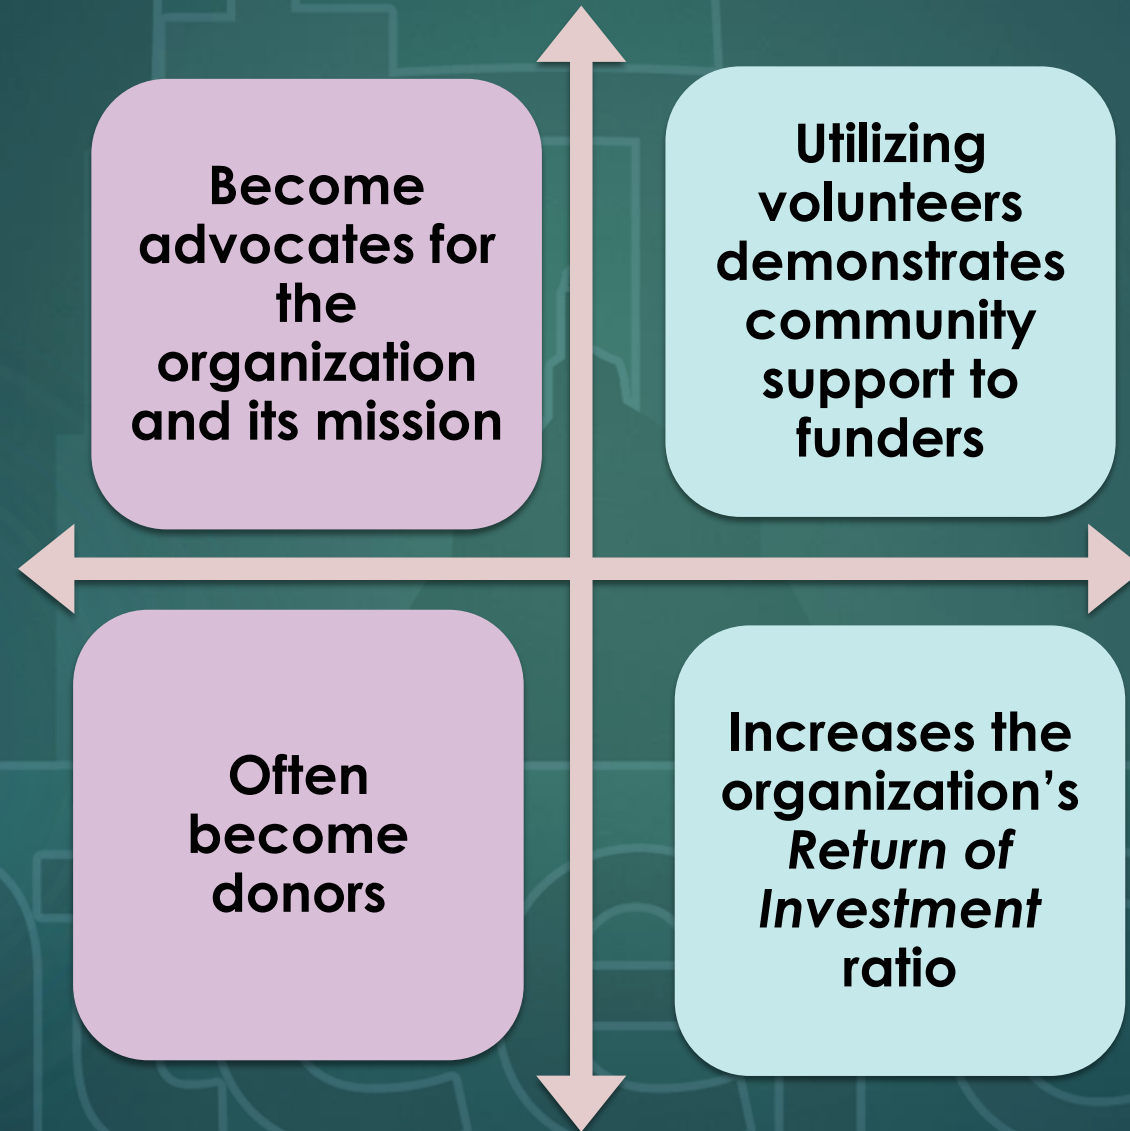 Become
advocates for
the
organization
and its mission
Utilizing
volunteers
demonstrates
community
support to
funders
Often
become
donors
Increases the
organization’s
Return of
Investment
ratio